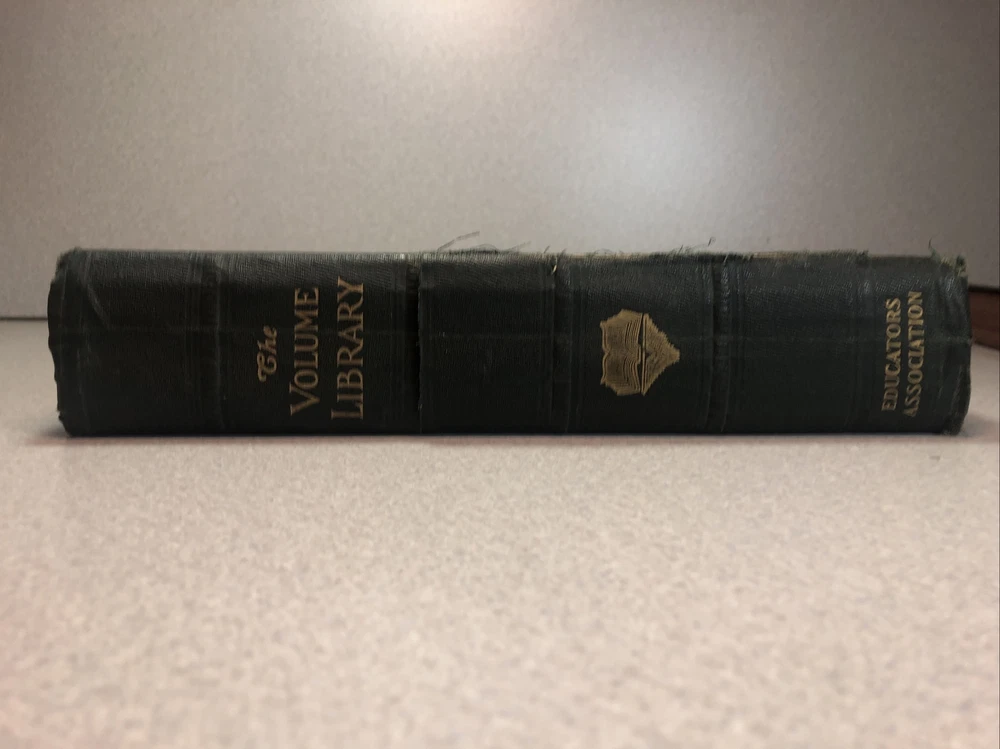 The
VOLUME
LIBRARY
EDUCATORS
ASSOCIATION